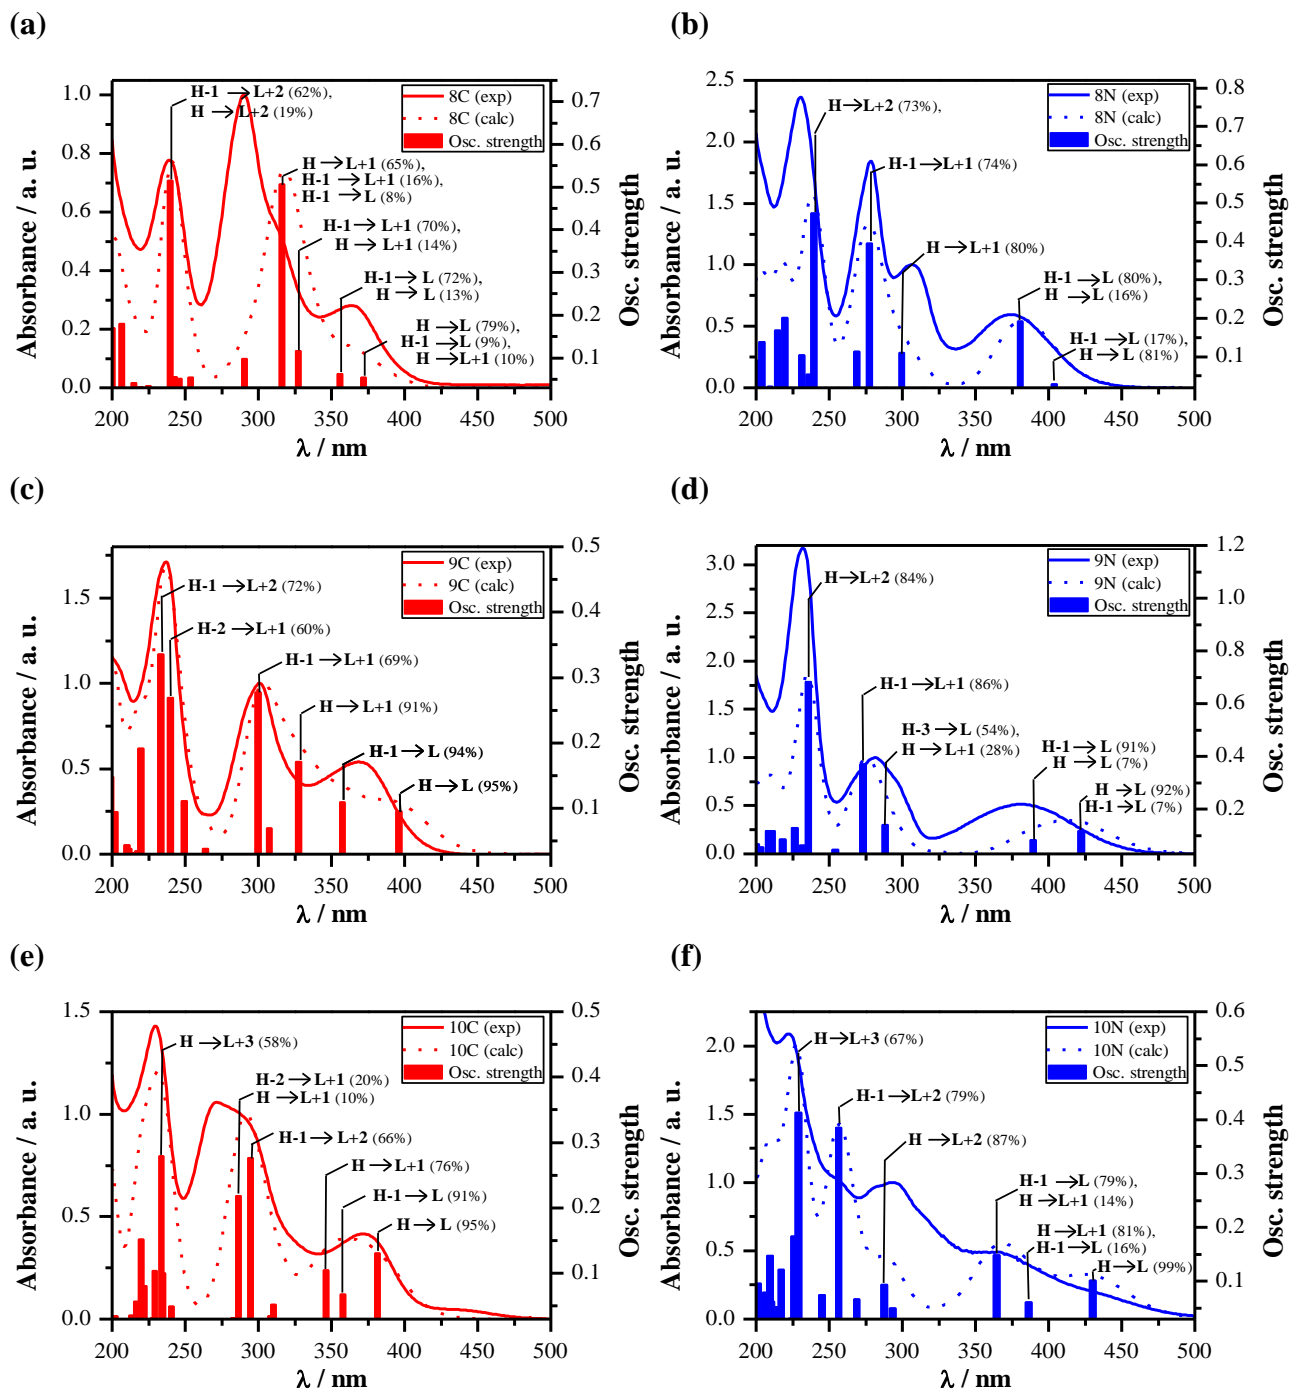 (a)
8C (exp)
8C (calc)
Osc. strength
H-1 →L+2 (62%),
H →L+2 (19%)
H →L+1 (65%),
H-1 →L+1 (16%),
H-1 →L (8%)
H-1 →L+1 (70%),
H →L+1 (14%)
H-1 →L (72%),
H →L (13%)
H →L (79%),
H-1 →L (9%),
H →L+1 (10%)
1.0
0.8
0.6
0.4
0.2
0.0
0.7
0.6
0.5
0.4
0.3
0.2
0.1
0.0
200 250 300 350 400 450 500
Absorbance / a. u.
Osc. strength
λ / nm
(b)
8N (exp)
8N (calc)
Osc. strength
H→L+2 (73%),
H-1→L+1 (74%)
H→L+1 (80%)
H-1→L (80%)
H →L (16%)
H-1→L (17%)
H→L (81%)
2.5
2.0
1.5
1.0
0.5
0.0
0.8
0.7
0.6
0.5
0.4
0.3
0.2
0.1
0.0
200 250 300 350 400 450 500
Absorbance / a. u.
Osc. strength
λ / nm
(c)
9C (exp)
9C (calc)
Osc. strength
H-1 →L+2 (72%)
H-2 →L+1 (60%)
H-1 →L+1 (69%)
H →L+1 (91%)
H-1→L (94%)
H→L (95%)
1.5
1.0
0.5
0.0
0.5
0.4
0.3
0.2
0.1
0.0
200 250 300 350 400 450 500
Absorbance / a. u.
Osc. strength
λ / nm
(d)
9N (exp)
9N (calc)
Osc. strength
H→L+2 (84%)
H-1→L+1 (86%)
H-3→L (54%),
H→L+1 (28%)
H-1→L (91%)
H→L (7%)
H →L (92%)
H-1→L (7%)
3.0
2.5
2.0
1.5
1.0
0.5
0.0
1.2
1.0
0.8
0.6
0.4
0.2
0.0
200 250 300 350 400 450 500
Absorbance / a. u.
Osc. strength
λ / nm
(e)
10C (exp)
10C (calc)
Osc. strength
H →L+3 (58%)
H-2 →L+1 (20%)
H →L+1 (10%)
H-1 →L+2 (66%)
H →L+1 (76%)
H-1 →L (91%)
H →L (95%)
1.5
1.0
0.5
0.0
0.5
0.4
0.3
0.2
0.1
0.0
200 250 300 350 400 450 500
Absorbance / a. u.
Osc. strength
λ / nm
(f)
10N (exp)
10N (calc)
Osc. strength
H→L+3 (67%)
H-1→L+2 (79%)
H →L+2 (87%)
H-1→L (79%),
H→L+1 (14%)
H→L+1 (81%),
H-1→L (16%)
H→L (99%)
2.0
1.5
1.0
0.5
0.0
0.6
0.5
0.4
0.3
0.2
0.1
0.0
200 250 300 350 400 450 500
Absorbance / a. u.
Osc. strength
λ / nm